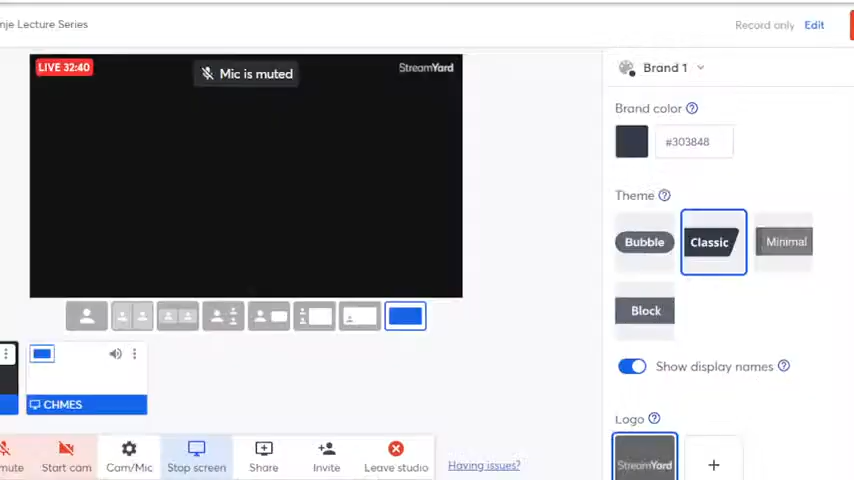 nje Lecture Series
Record only Edit
LIVE 32:40
Mic is muted
StreamYard
Brand 1
Brand color
#303848
Theme
Bubble
Classic
Minimal
Block
Show display names
CHMES
Logo
StreamYard
+
mute
Start cam
Cam/Mic
Stop screen
Share
Invite
Leave studio
Having issues?